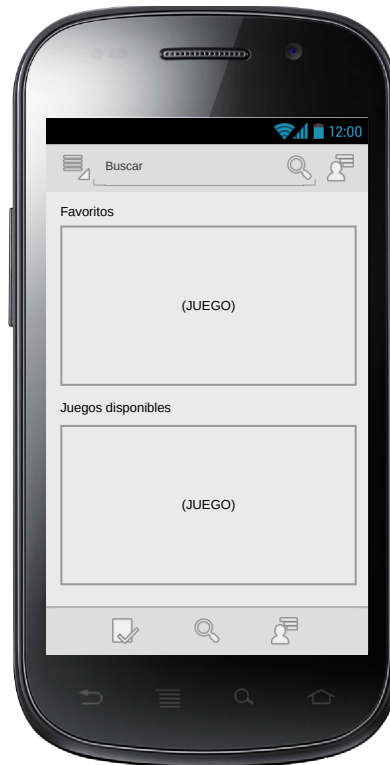 12:00
Buscar
Favoritos
(JUEGO)
Juegos disponibles
(JUEGO)